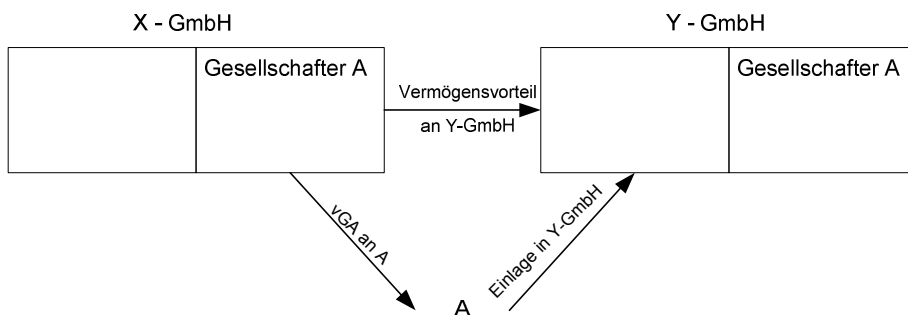 X - GmbH
Y - GmbH
Gesellschafter A
Vermögensvorteil
an Y-GmbH
Gesellschafter A
vGA an A
Einlage in Y-GmbH
A